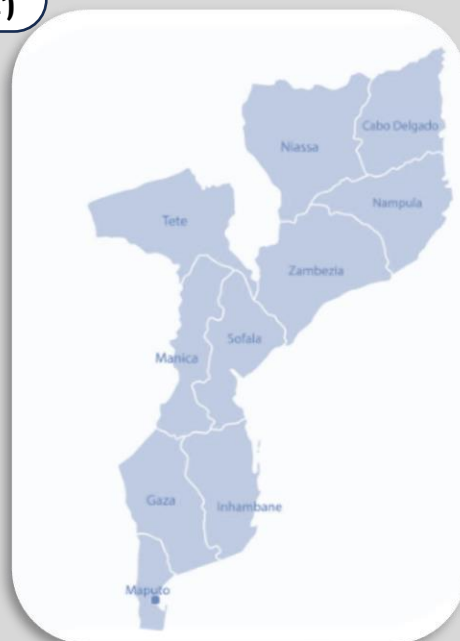 Cabo Delgado
Niassa
Nampula
Tete
Zambezia
Sofala
Manica
Gaza
Inhambane
Maputo